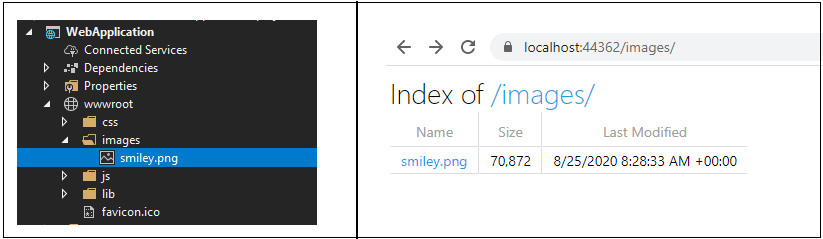 WebApplication
Connected Services
Dependencies
Properties
wwwroot
css
images
smiley.png
js
lib
favicon.ico
localhost:44362/images/
Index of /images/
Name Size Last Modified
smiley.png 70,872 8/25/2020 8:28:33 AM +00:00